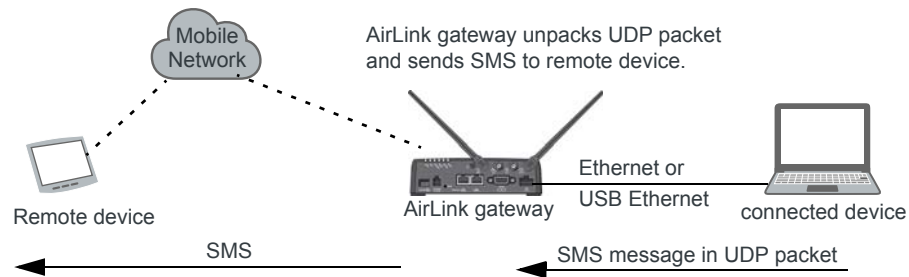 Mobile
Network
AirLink gateway unpacks UDP packet
and sends SMS to remote device.
Ethernet or
USB Ethernet
Remote device
AirLink gateway
connected device
SMS
SMS message in UDP packet